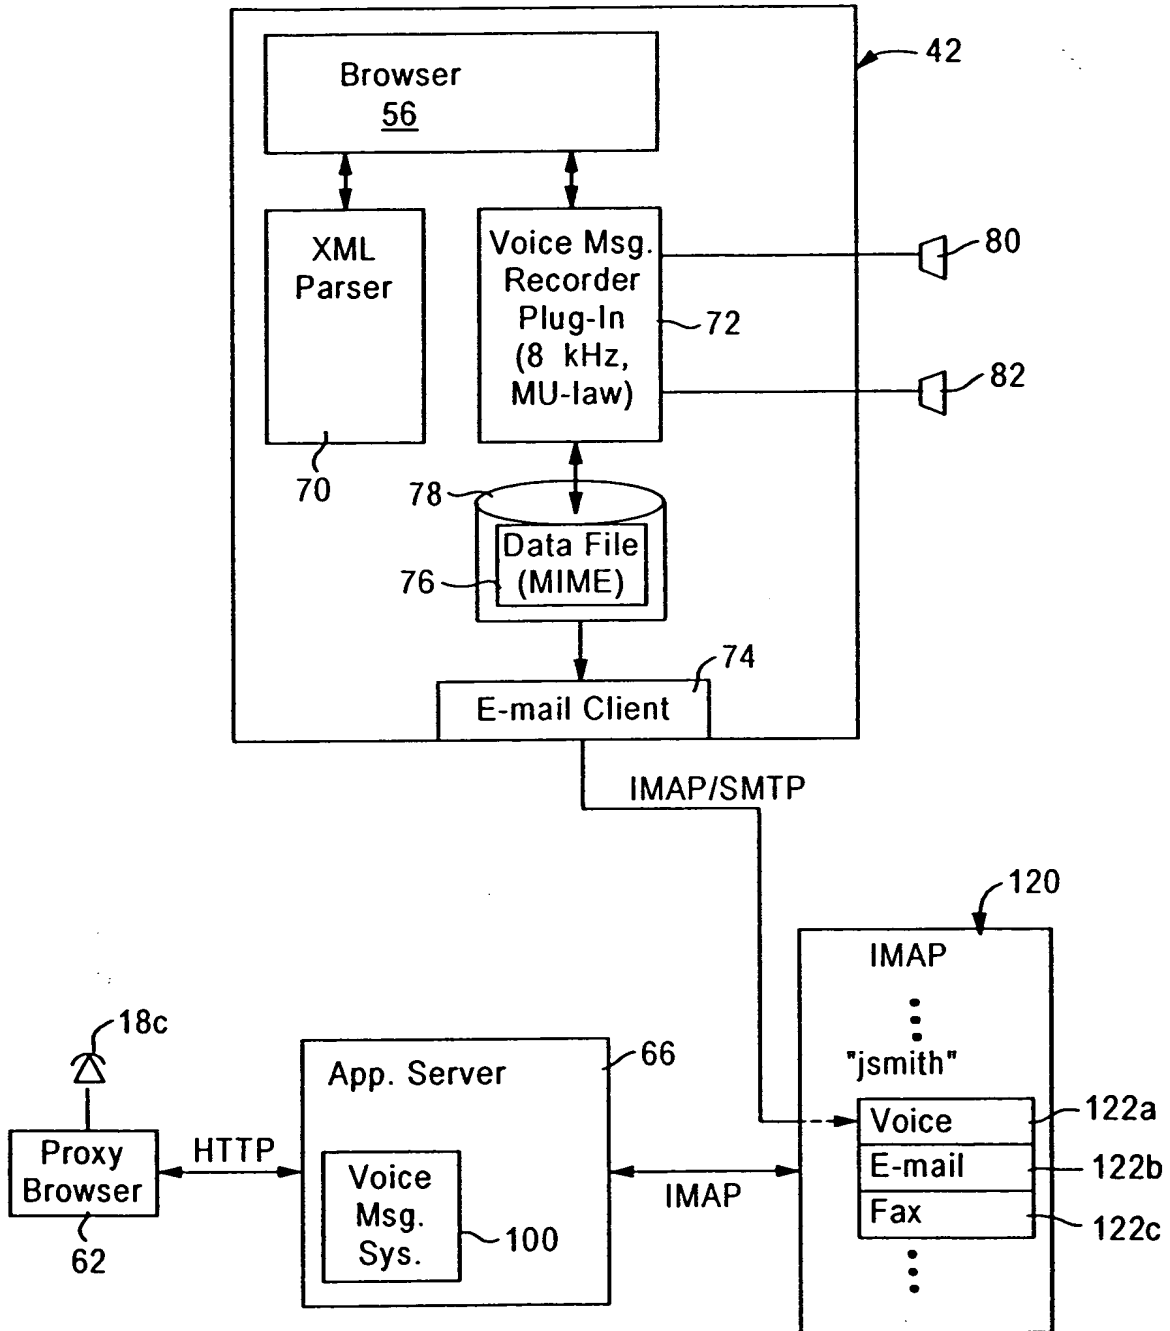 42
Browser
56
XML
Parser
70
Voice Msg.
Recorder
Plug-In
(8 kHz,
MU-law)
72
80
82
78
Data File
(MIME)
76
74
E-mail Client
IMAP/SMTP
120
IMAP
"jsmith"
Voice
122a
E-mail
122b
Fax
122c
18c
Proxy
Browser
62
HTTP
App. Server
66
Voice
Msg.
Sys.
100
IMAP